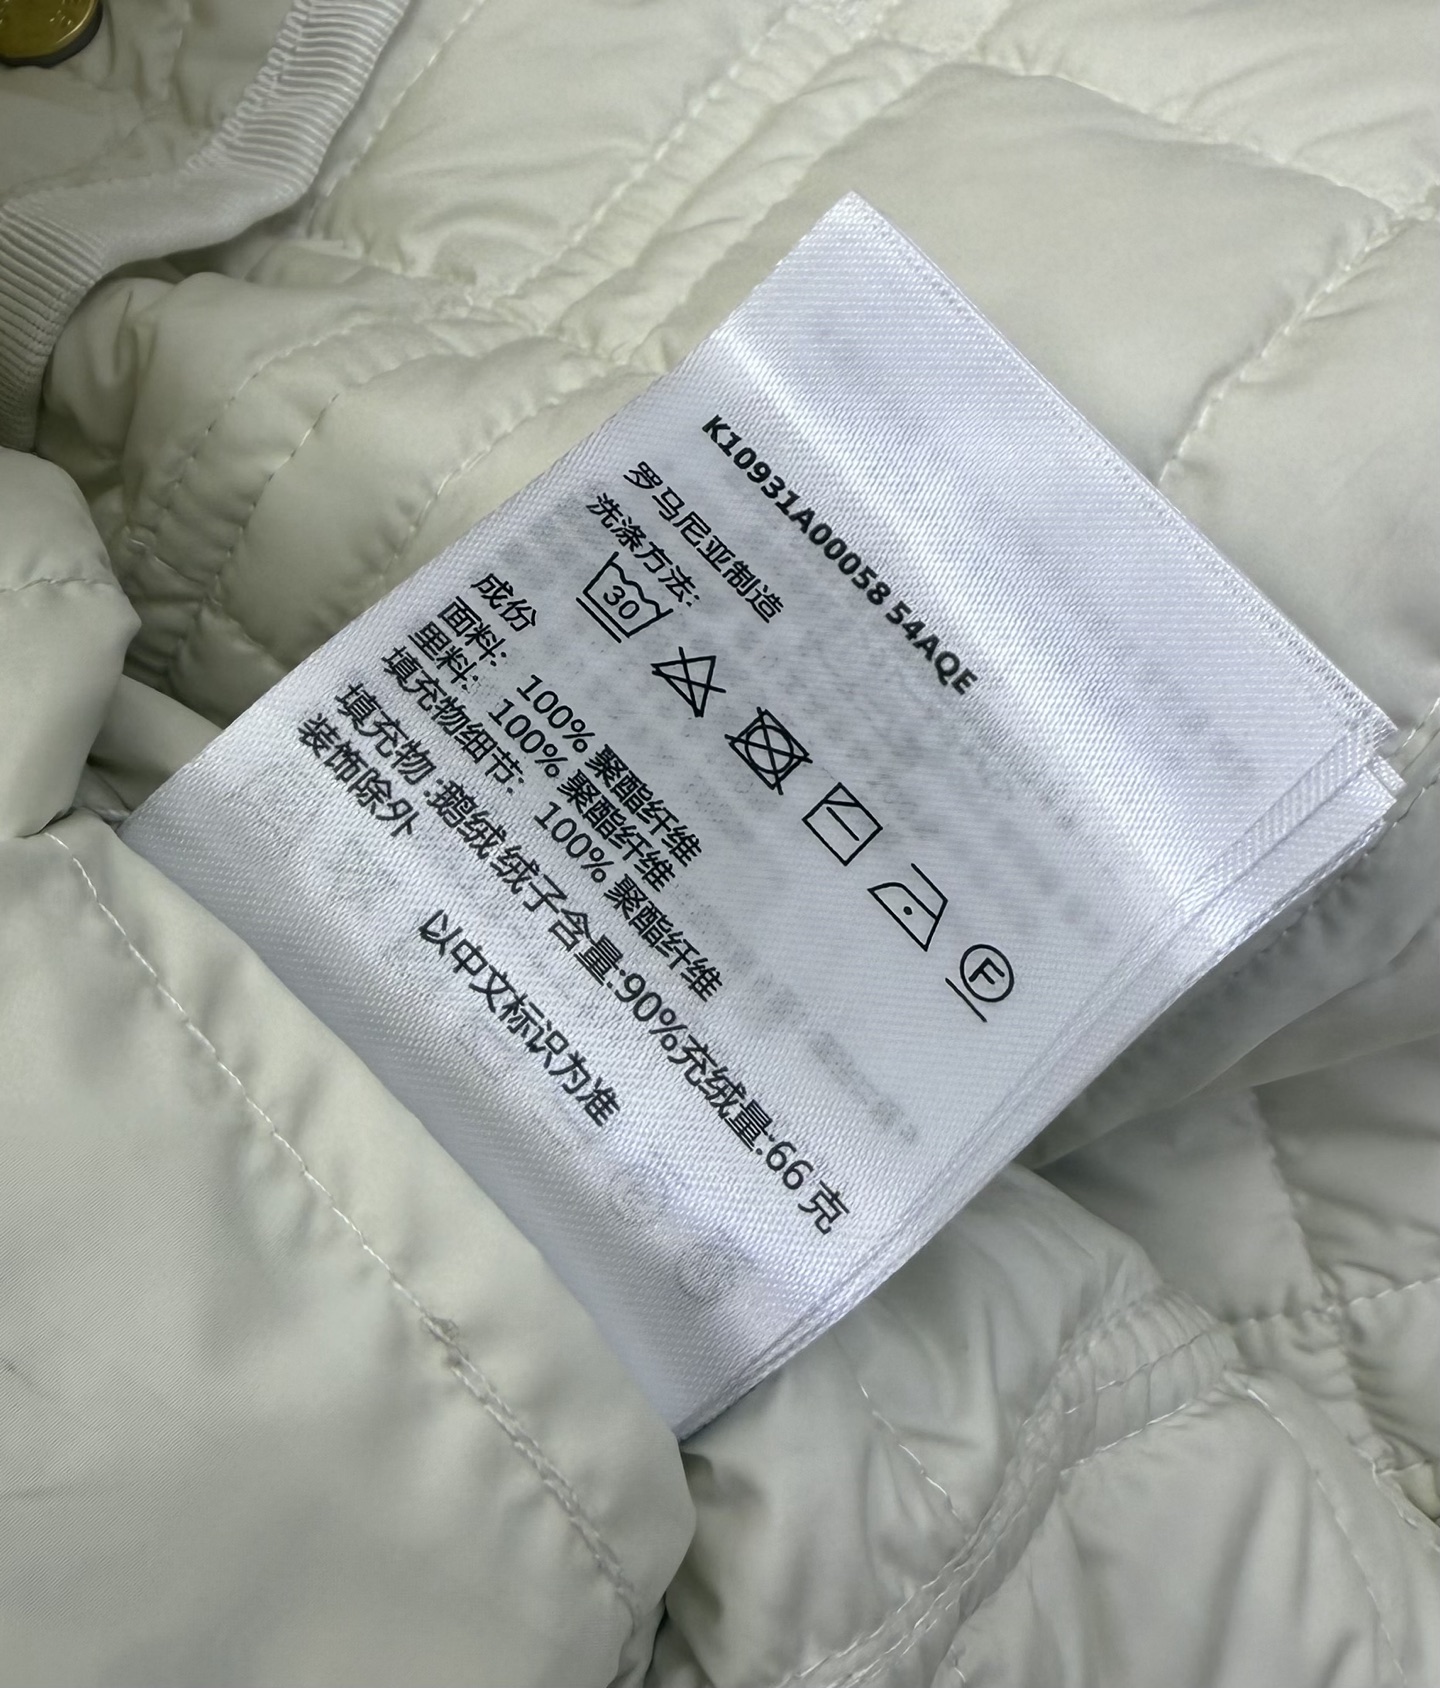 K10931A00058 54AQE
罗马尼亚制造
洗涤方法:
30
F
成份
面料: 100% 聚酯纤维
里料: 100% 聚酯纤维
填充物细节: 100% 聚酯纤维
填充物:鹅绒绒子含量:90%充绒量:66克
装饰除外
以中文标识为准